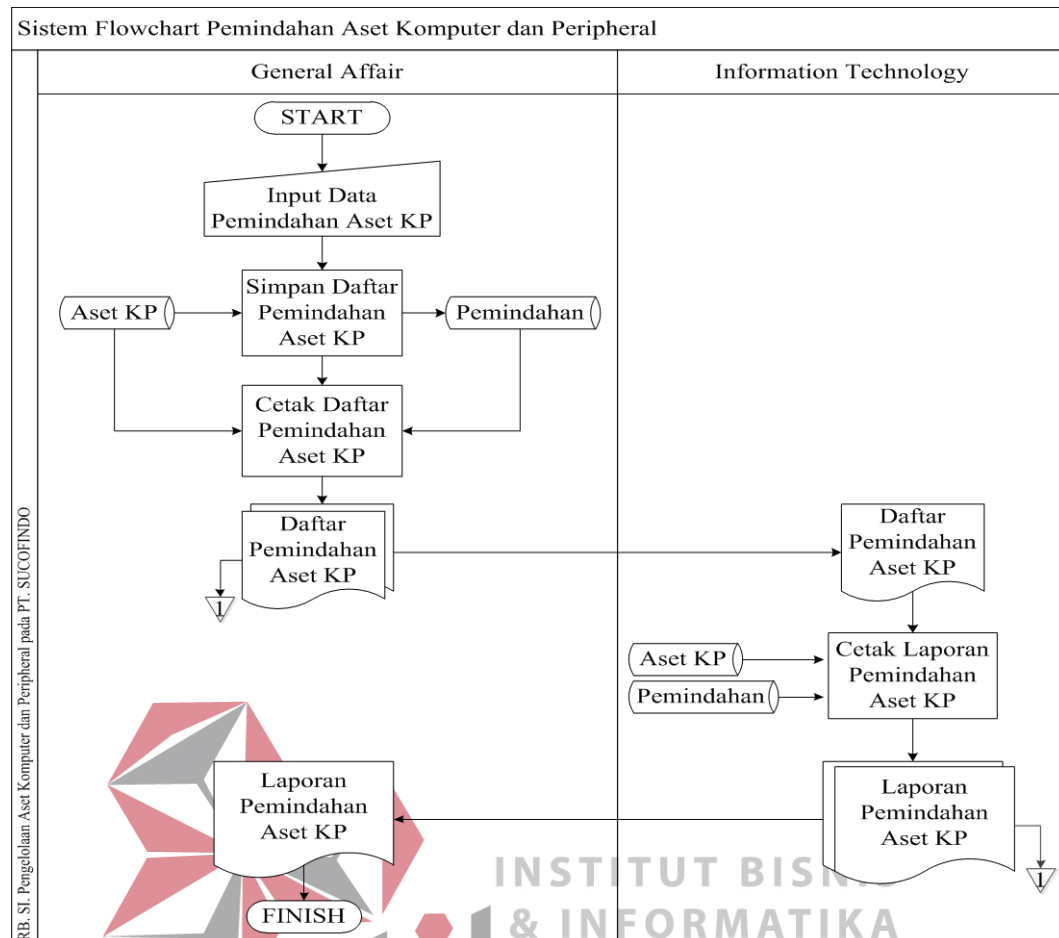 Sistem Flowchart Pemindahan Aset Komputer dan Peripheral
General Affair
Information Technology
START
Input Data
Pemindahan Aset KP
Simpan Daftar
Pemindahan
Aset KP
Aset KP
Pemindahan
Cetak Daftar
Pemindahan
Aset KP
Daftar
Pemindahan
Aset KP
1
Daftar
Pemindahan
Aset KP
Aset KP
Pemindahan
Cetak Laporan
Pemindahan
Aset KP
Laporan
Pemindahan
Aset KP
1
Laporan
Pemindahan
Aset KP
FINISH
RB. SI. Pengelolaan Aset Komputer dan Peripheral pada PT. SUCOFINDO
INSTITUT BISNIS
& INFORMATIKA